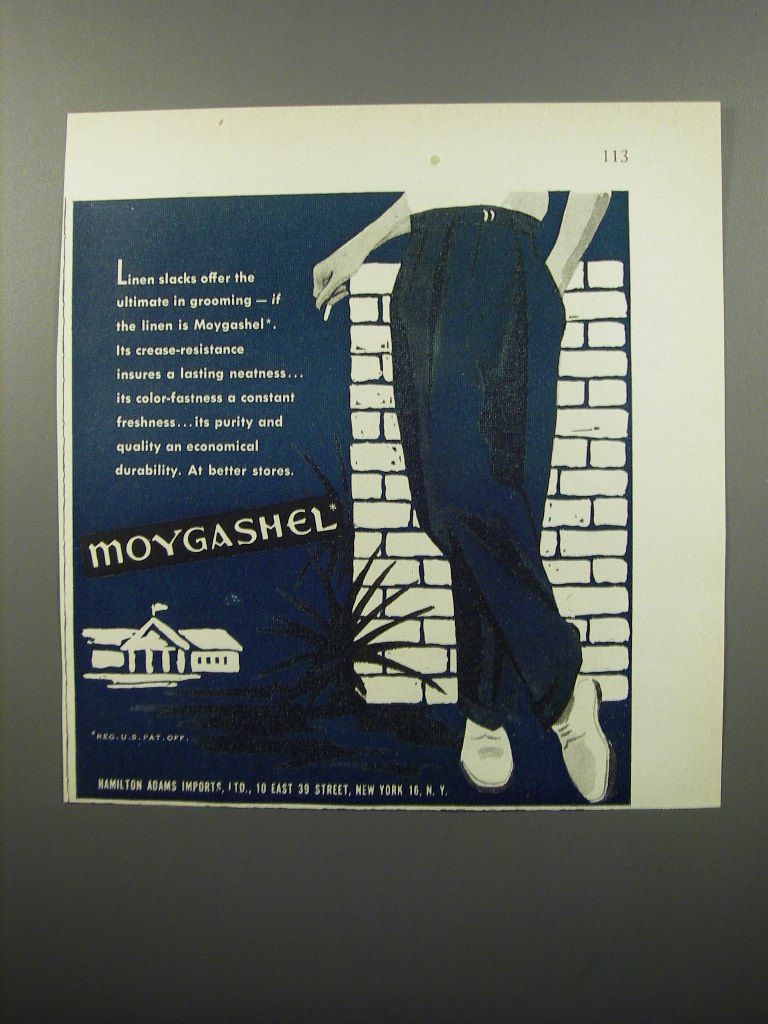 113
Linen slacks offer the
ultimate in grooming — if
the linen is Moygashel*.
Its crease-resistance
insures a lasting neatness...
its color-fastness a constant
freshness...its purity and
quality an economical
durability. At better stores.
MOYGASHEL*
*REG. U.S. PAT. OFF.
HAMILTON ADAMS IMPORTS, LTD., 10 EAST 39 STREET, NEW YORK 16, N. Y.